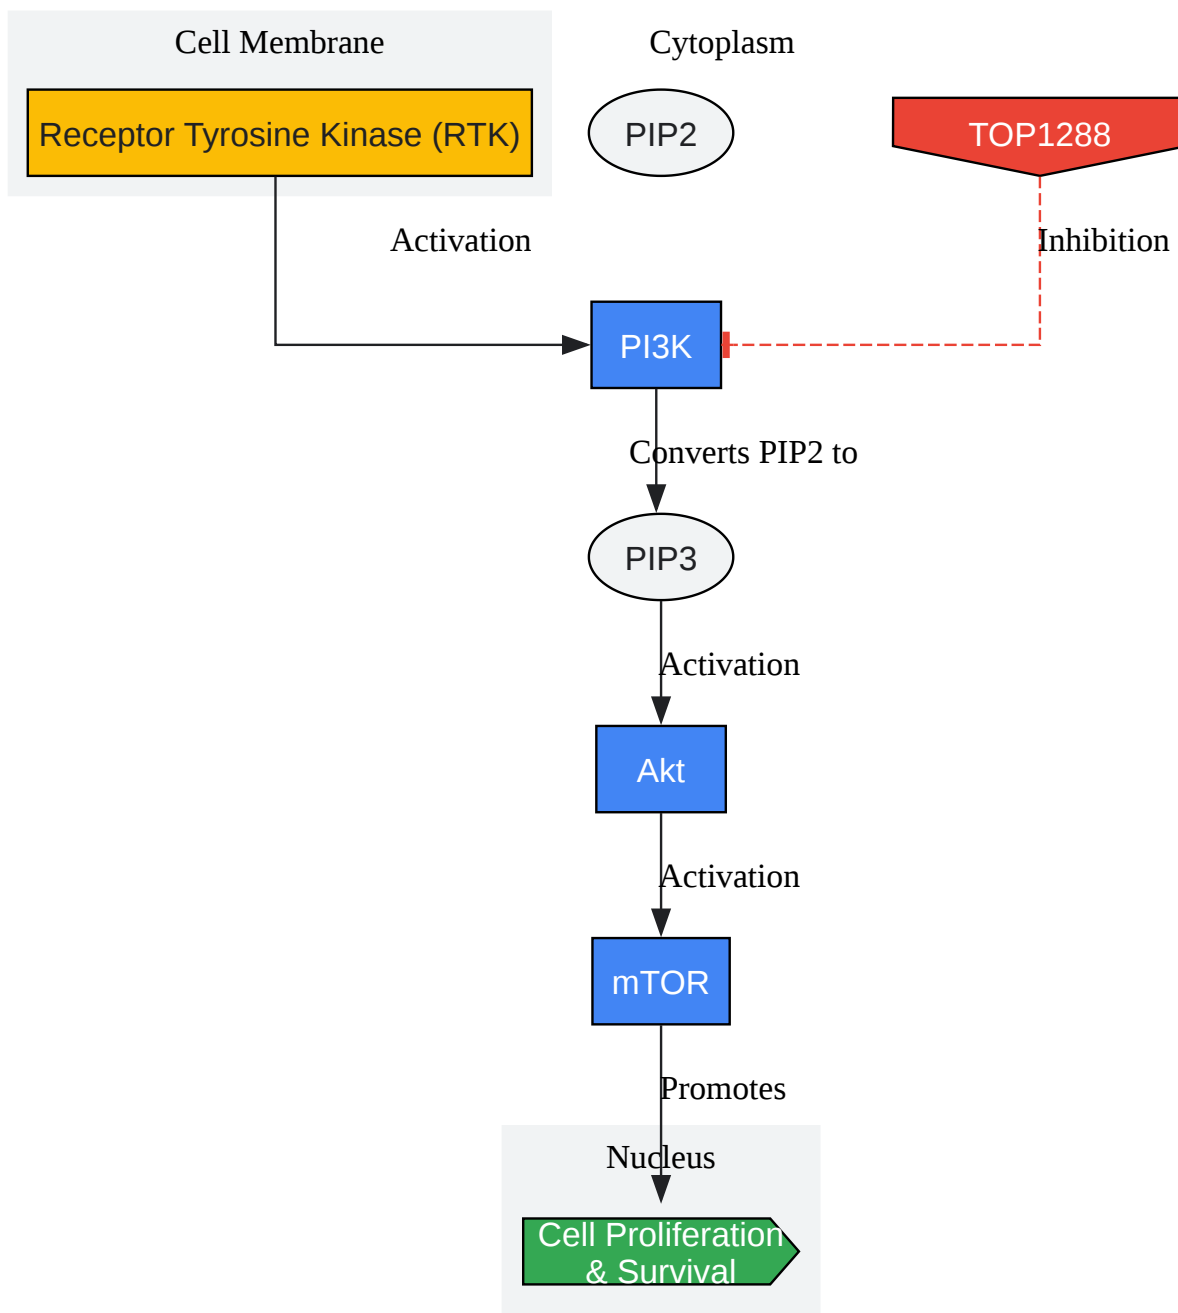 Cell Membrane
Cytoplasm
Receptor Tyrosine Kinase (RTK)
PIP2
TOP1288
Activation
Inhibition
PI3K
Converts PIP2 to
PIP3
Activation
Akt
Activation
mTOR
Promotes
Nucleus
Cell Proliferation
& Survival